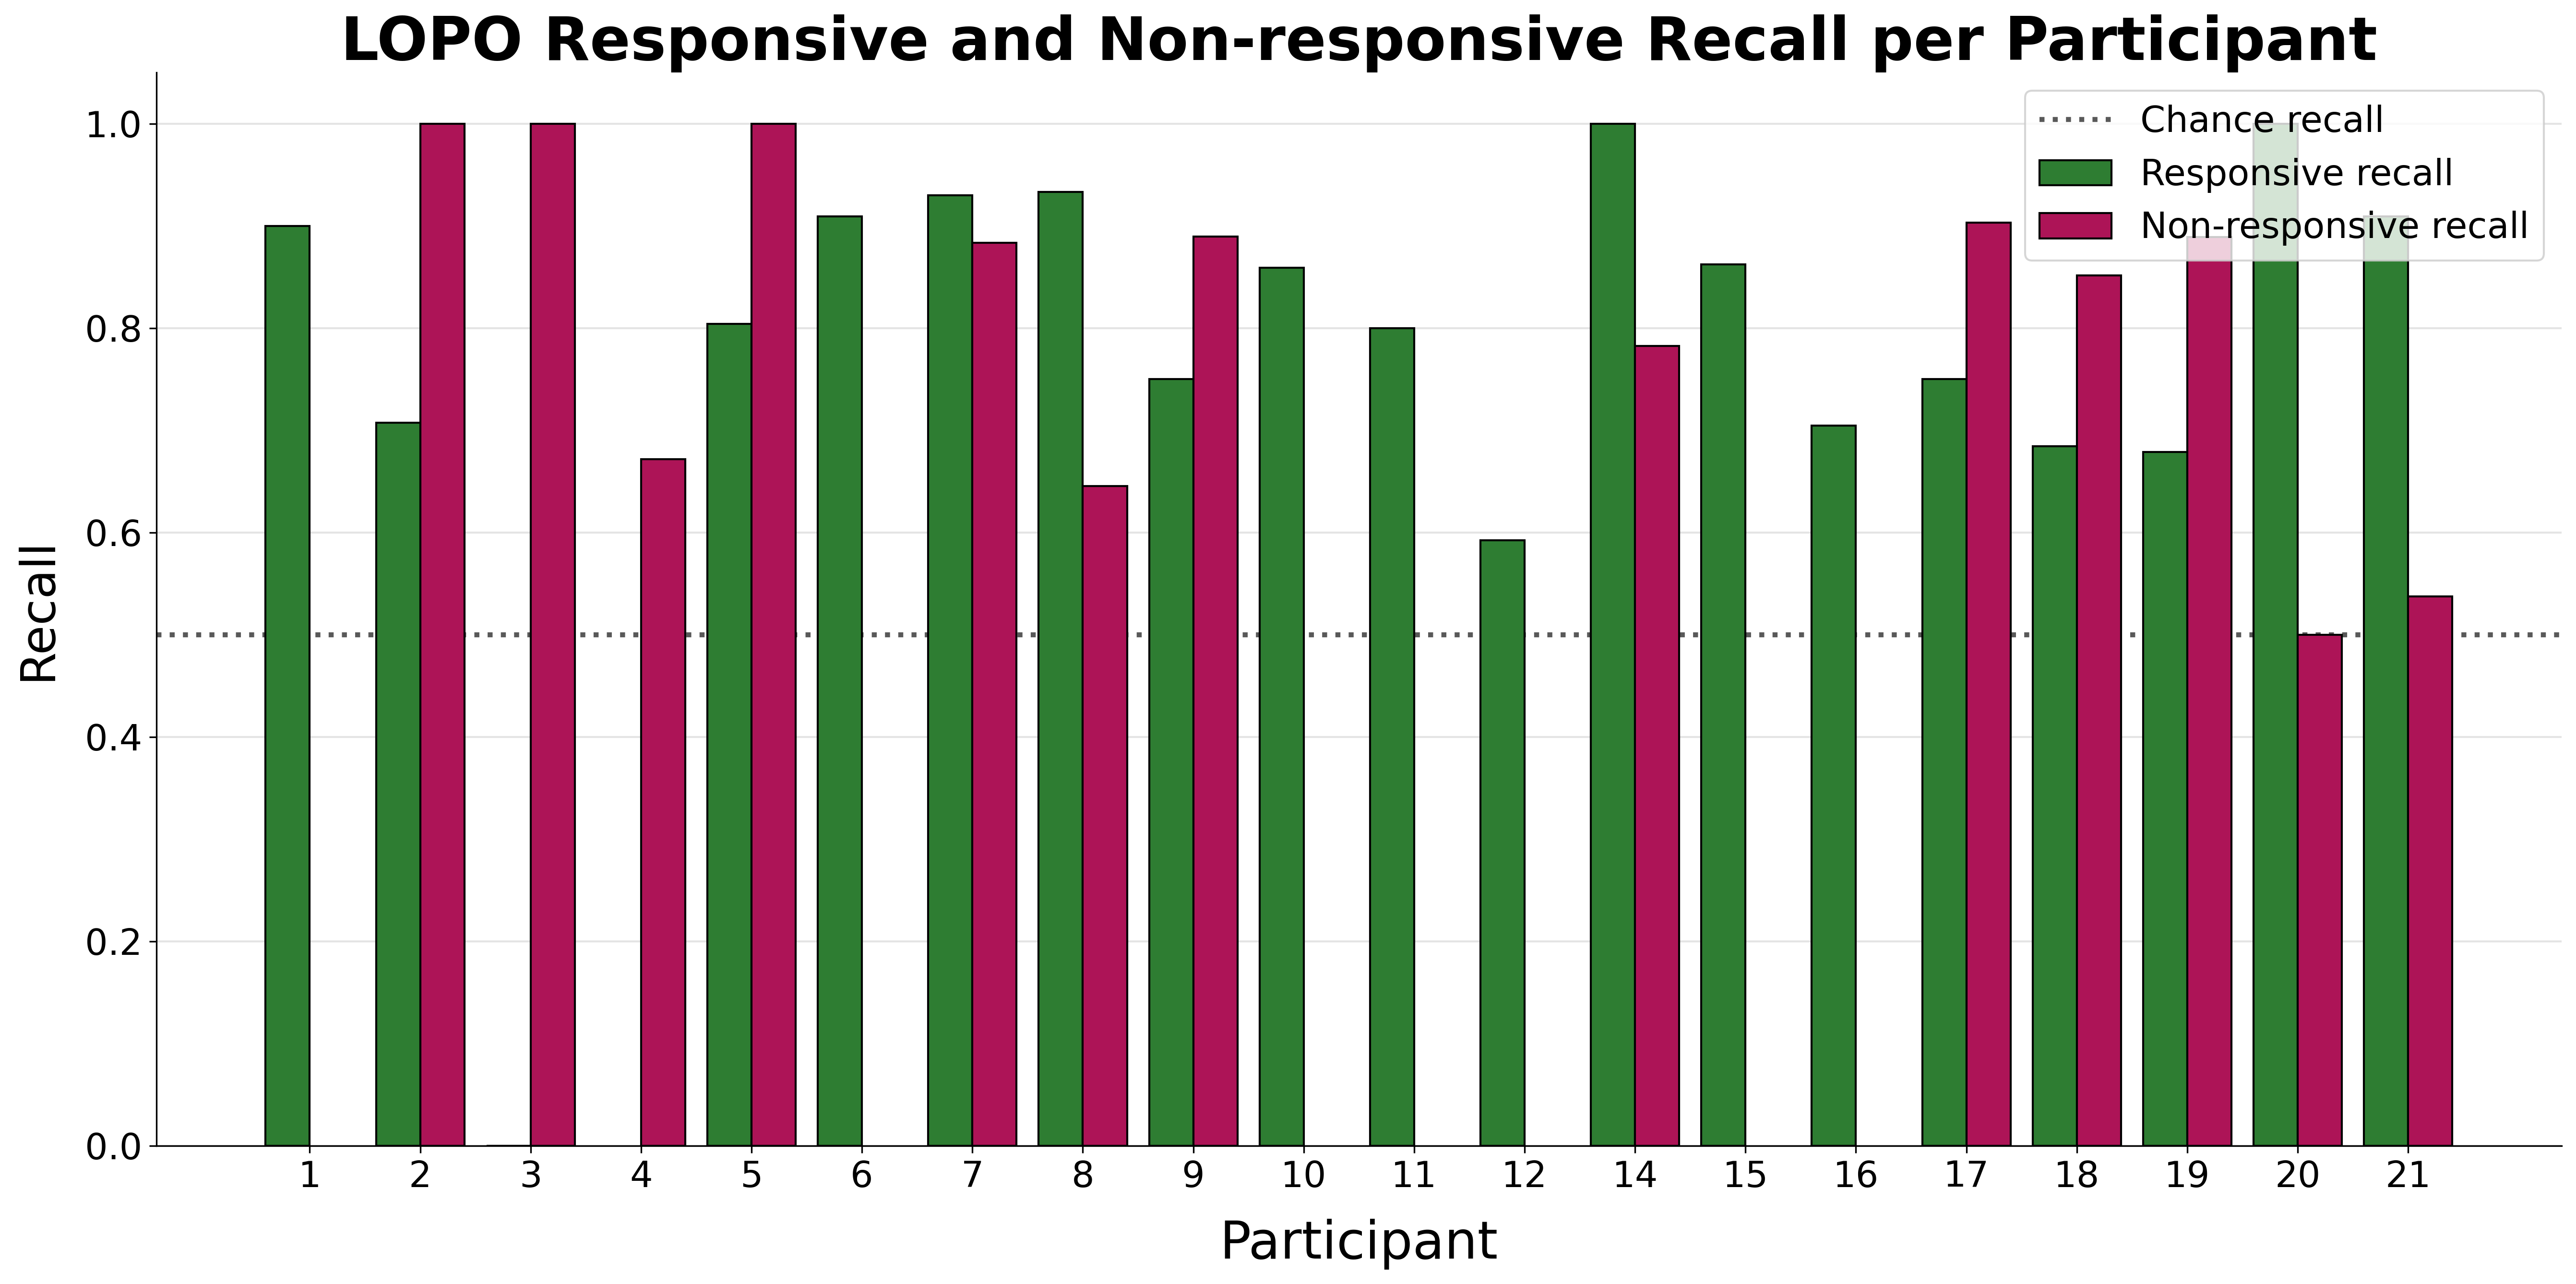 LOPO Responsive and Non-responsive Recall per Participant
Chance recall
Responsive recall
Non-responsive recall
1.0
0.8
0.6
0.4
0.2
0.0
Recall
1 2 3 4 5 6 7 8 9 10 11 12 14 15 16 17 18 19 20 21
Participant